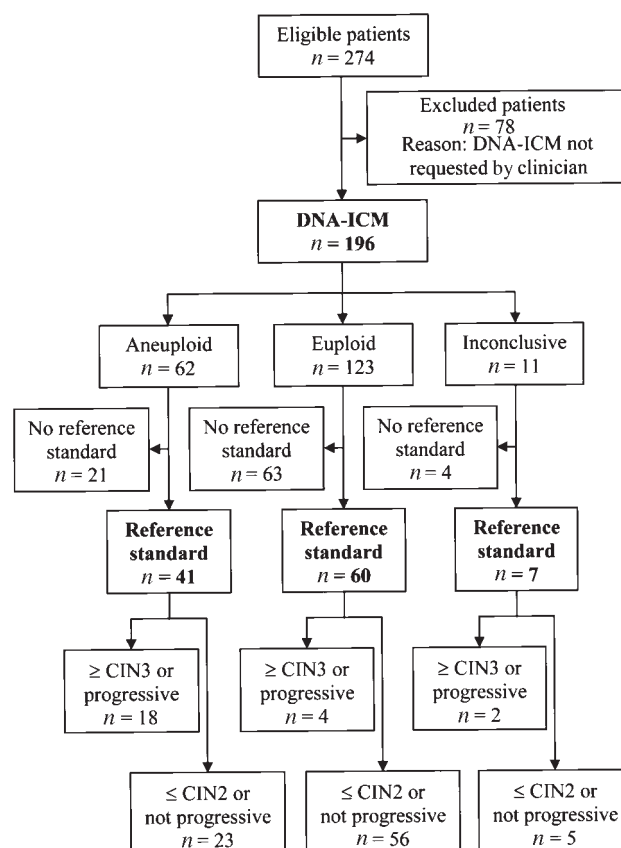 Eligible patients
n = 274
Excluded patients
n = 78
Reason: DNA-ICM not
requested by clinician
DNA-ICM
n = 196
Aneuploid
n = 62
Euploid
n = 123
Inconclusive
n = 11
No reference
standard
n = 21
No reference
standard
n = 63
No reference
standard
n = 4
Reference
standard
n = 41
Reference
standard
n = 60
Reference
standard
n = 7
≥ CIN3 or
progressive
n = 18
≥ CIN3 or
progressive
n = 4
≥ CIN3 or
progressive
n = 2
≤ CIN2 or
not progressive
n = 23
≤ CIN2 or
not progressive
n = 56
≤ CIN2 or
not progressive
n = 5